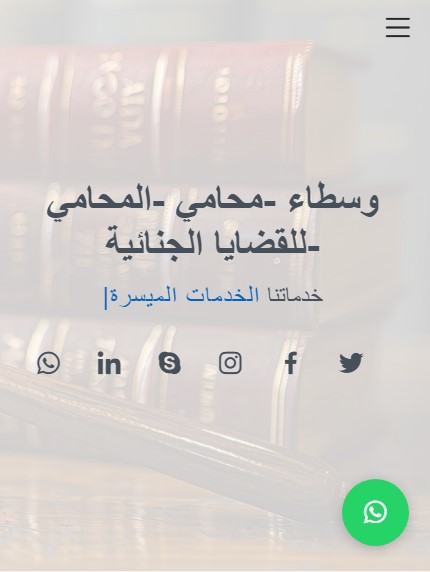 وسطاء -محامي -المحامي
-للقضايا الجنائية
خدماتنا الخدمات الميسرة|